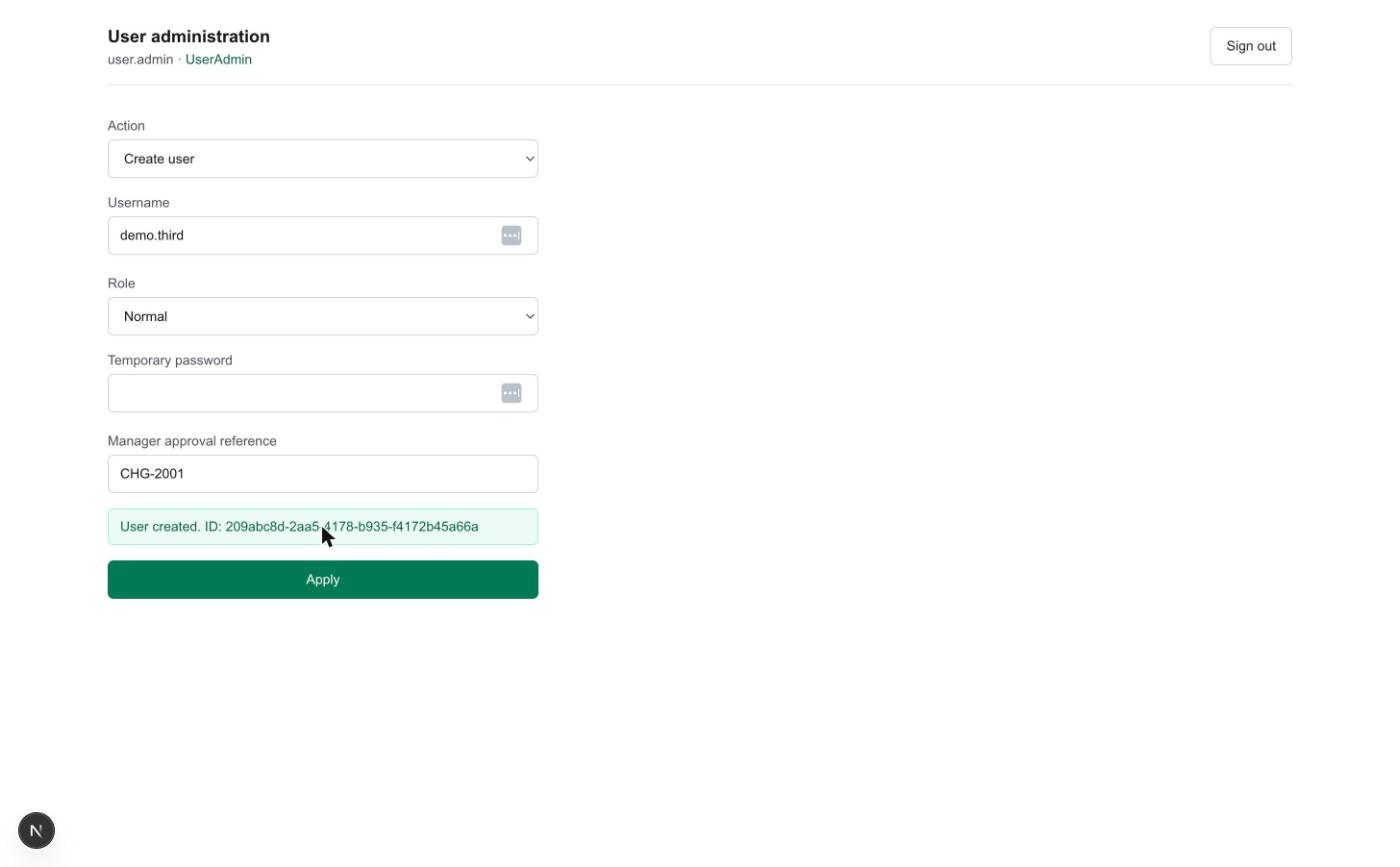 User administration
user.admin · UserAdmin
Sign out
Action
Create user
Username
demo.third
Role
Normal
Temporary password
Manager approval reference
CHG-2001
User created. ID: 209abc8d-2aa5-4178-b935-f4172b45a66a
Apply
N